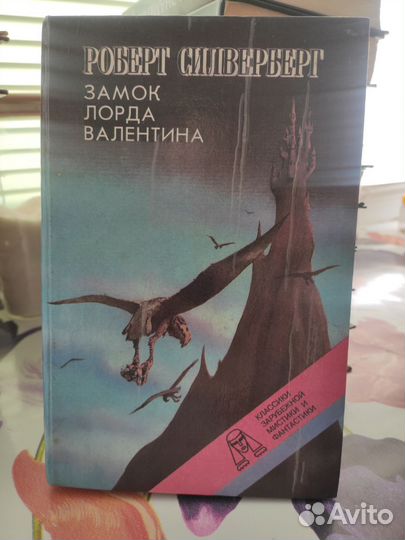 РОБЕРТ СИЛВЕРБЕРГ
ЗАМОК
ЛОРДА
ВАЛЕНТИНА
КЛАССИКИ
ЗАРУБЕЖНОЙ
МИСТИКИ И
ФАНТАСТИКИ
Avito